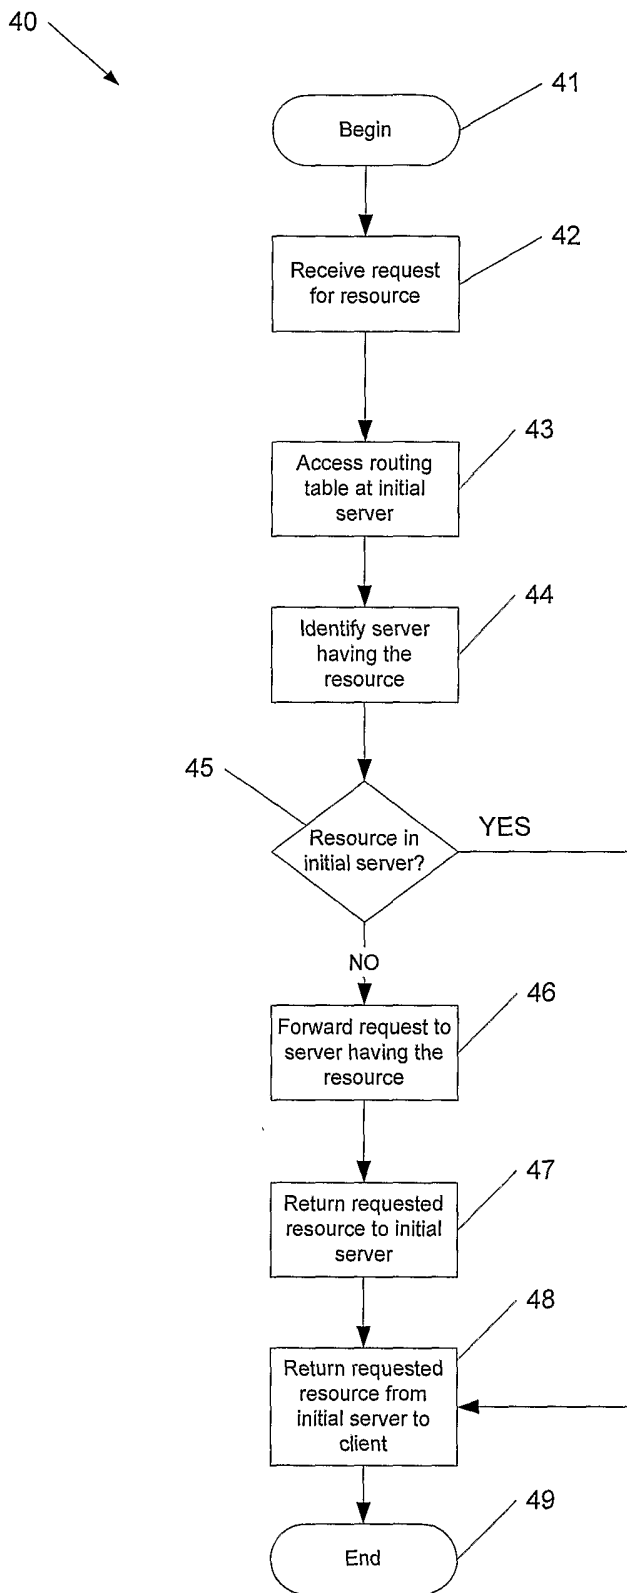 40
41
Begin
42
Receive request
for resource
43
Access routing
table at initial
server
44
Identify server
having the
resource
45
Resource in
initial server?
YES
NO
46
Forward request to
server having the
resource
47
Return requested
resource to initial
server
48
Return requested
resource from
initial server to
client
49
End